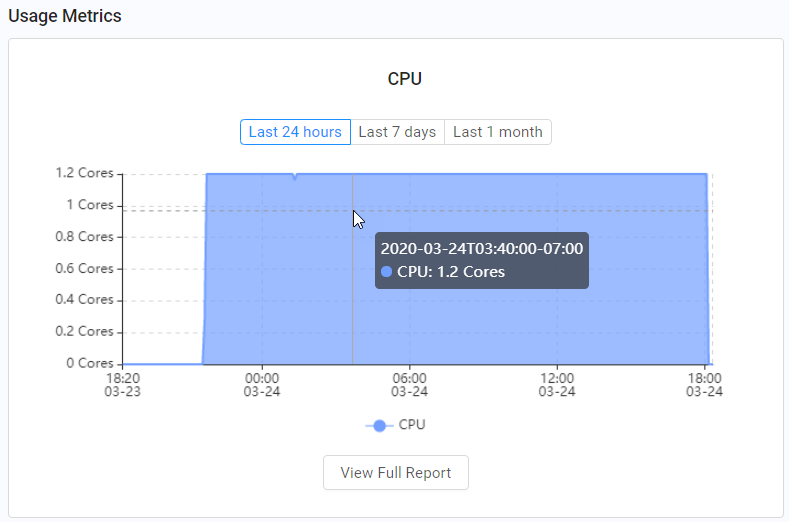 Usage Metrics
CPU
Last 24 hours Last 7 days Last 1 month
1.2 Cores
1 Cores
0.8 Cores
0.6 Cores
0.4 Cores
0.2 Cores
0 Cores
2020-03-24T03:40:00-07:00
CPU: 1.2 Cores
18:20 00:00 06:00 12:00 18:00
03-23 03-24 03-24 03-24 03-24
CPU
View Full Report